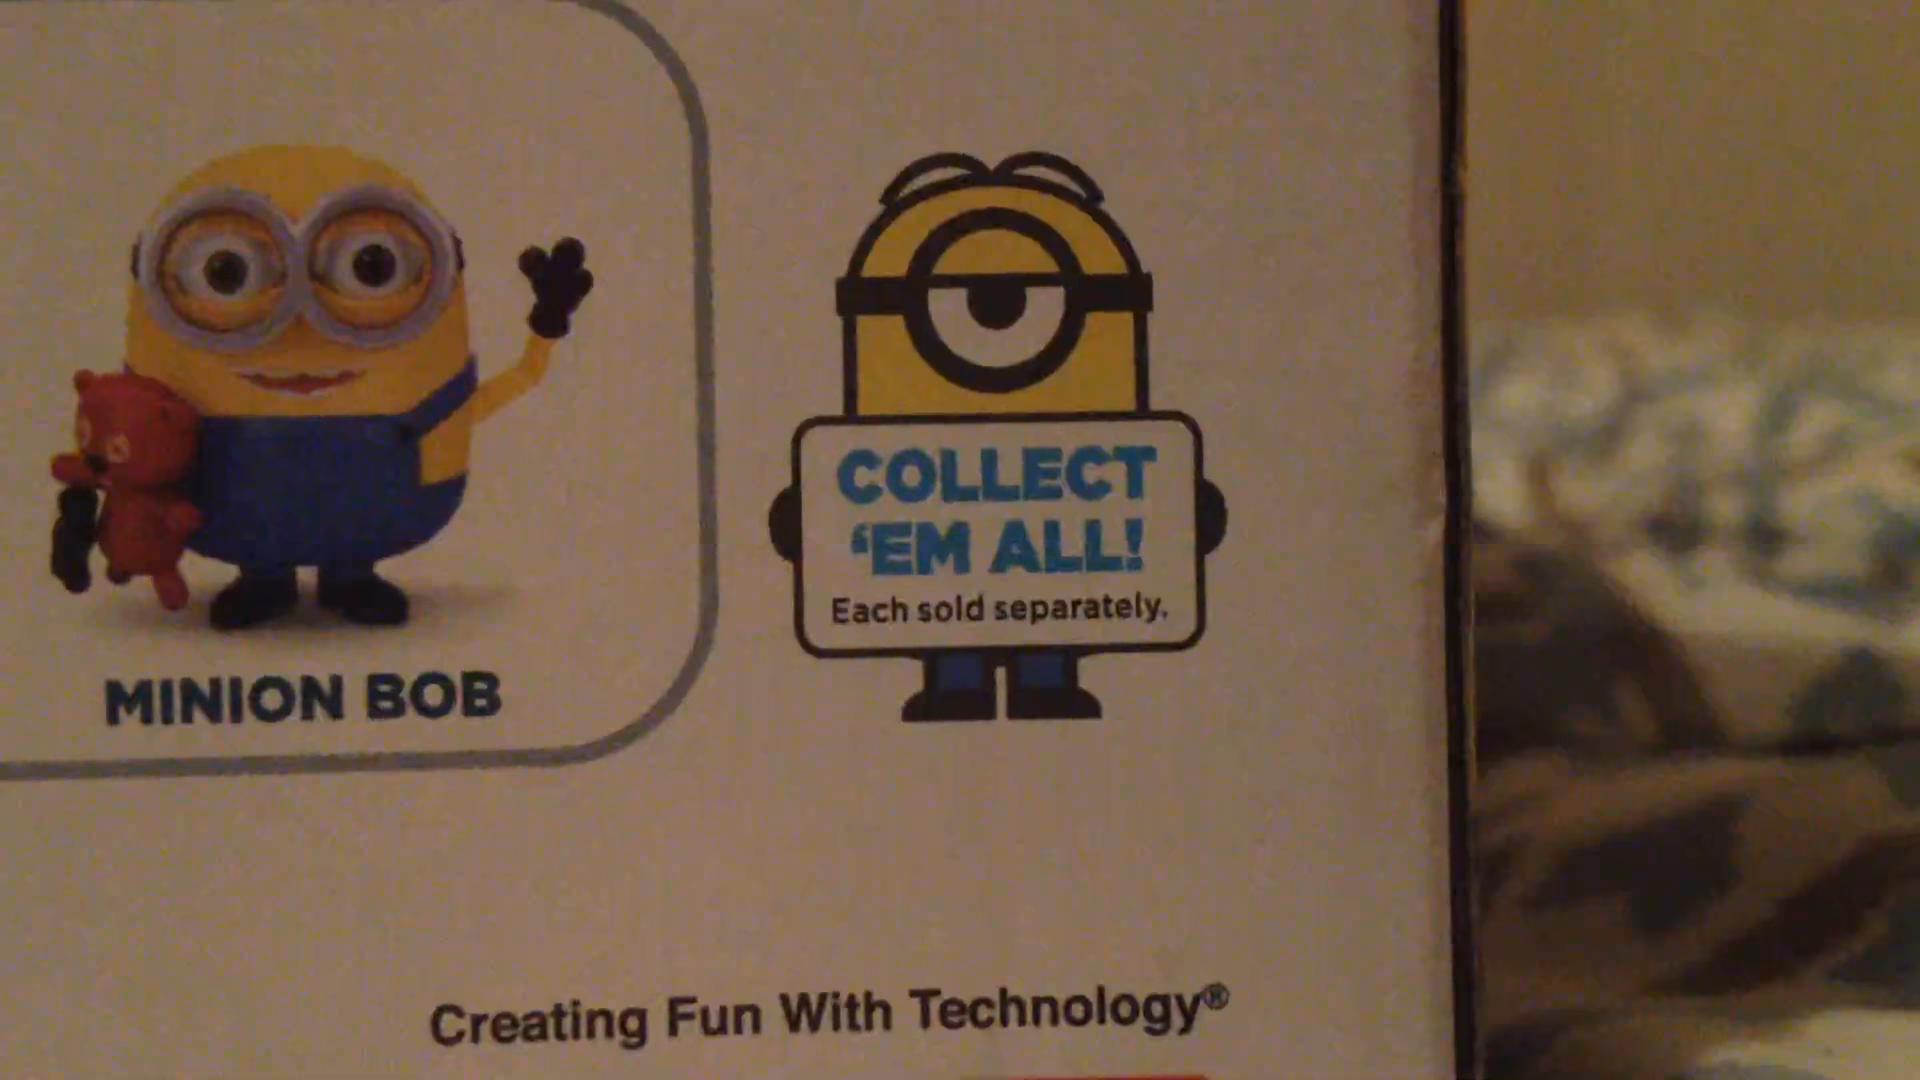 COLLECT
‘EM ALL!
Each sold separately.
MINION BOB
Creating Fun With Technology®